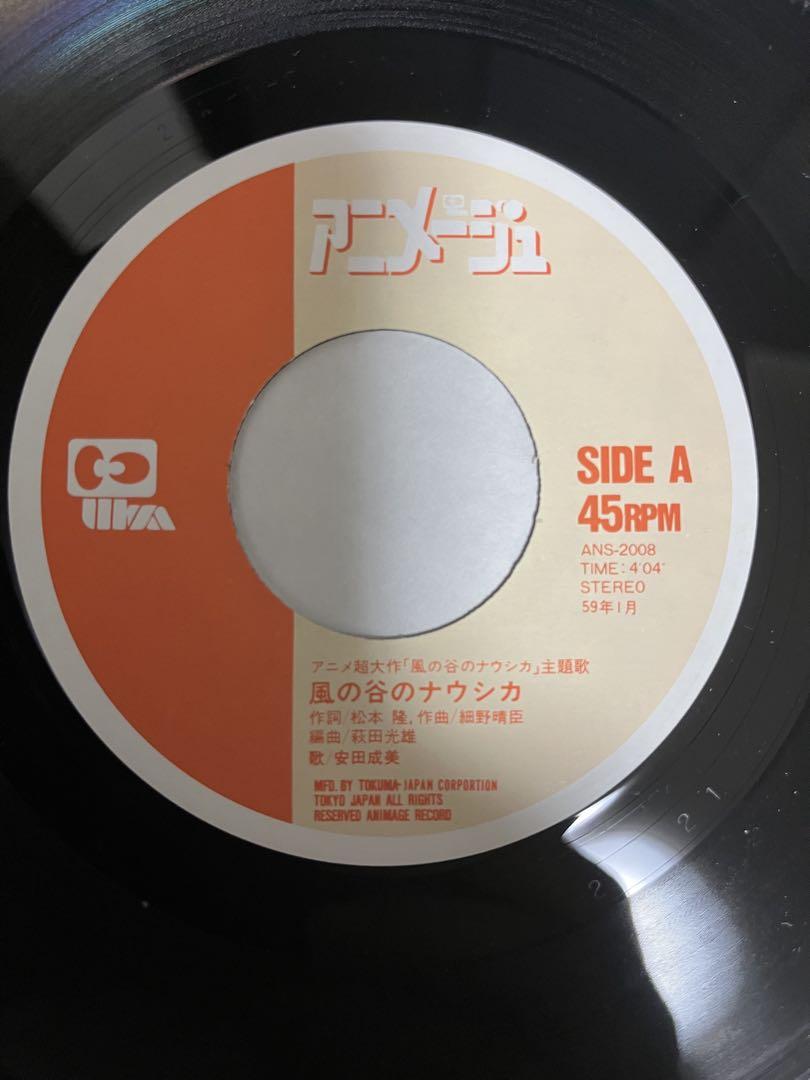 アニメージュ
SIDE A
45RPM
ANS-2008
TIME:4'04"
STEREO
59年1月
アニメ超大作「風の谷のナウシカ」主題歌
風の谷のナウシカ
作詞/松本 隆,作曲/細野晴臣
編曲/萩田光雄
歌/安田成美
MFD. BY TOKUMA-JAPAN CORPORTION
TOKYO JAPAN ALL RIGHTS
RESERVED ANIMAGE RECORD